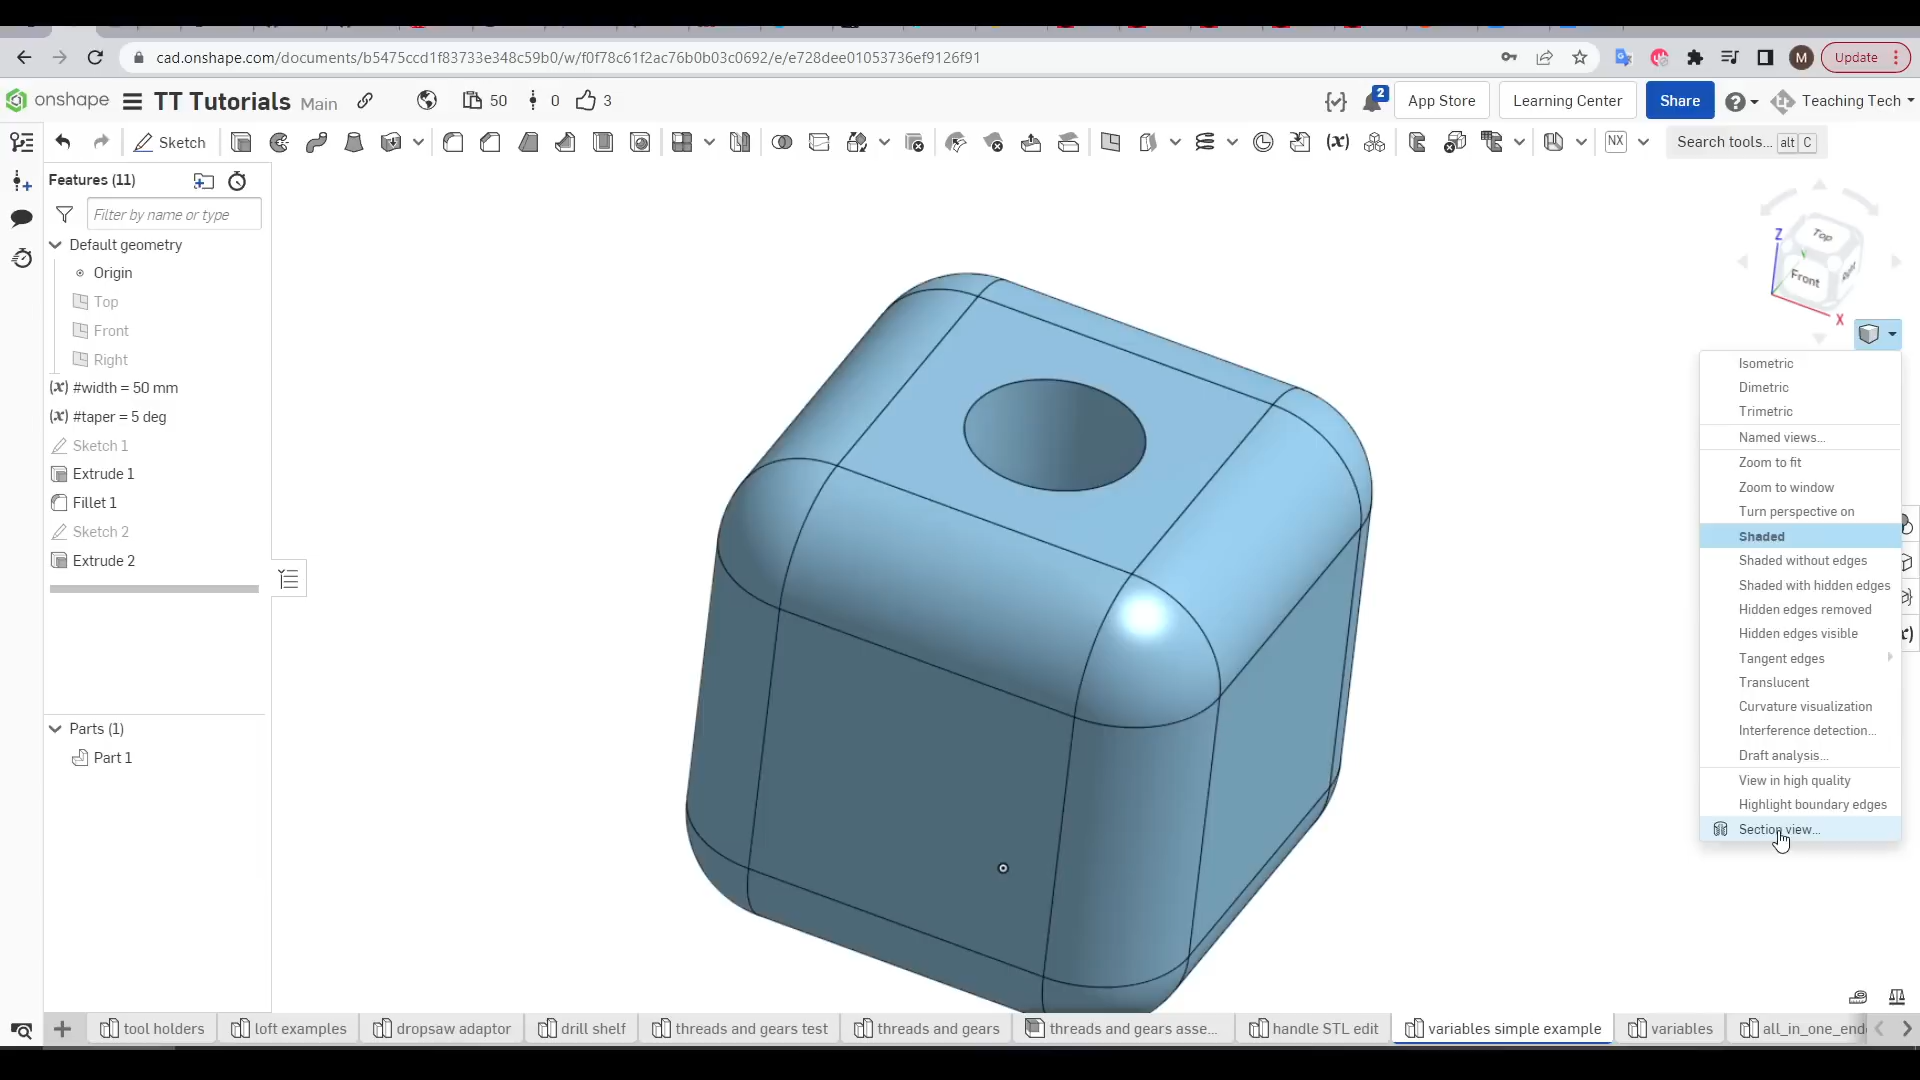 cad.onshape.com/documents/b5475ccd1f83733e348c59b0/w/f0f78c61f2ac76b0b03c0692/e/e728dee01053736ef9126f91
M
Update
onshape
TT Tutorials Main
50
0
3
2
App Store
Learning Center
Share
Teaching Tech
Sketch
(x)
NX
Search tools... alt C
Features (11)
Filter by name or type
Default geometry
Origin
Top
Front
Right
(x) #width = 50 mm
(x) #taper = 5 deg
Sketch 1
Extrude 1
Fillet 1
Sketch 2
Extrude 2
Parts (1)
Part 1
Z
Top
Front
Right
X
Isometric
Dimetric
Trimetric
Named views...
Zoom to fit
Zoom to window
Turn perspective on
Shaded
Shaded without edges
Shaded with hidden edges
Hidden edges removed
Hidden edges visible
Tangent edges
Translucent
Curvature visualization
Interference detection...
Draft analysis...
View in high quality
Highlight boundary edges
Section view...
tool holders
loft examples
dropsaw adaptor
drill shelf
threads and gears test
threads and gears
threads and gears asse...
handle STL edit
variables simple example
variables